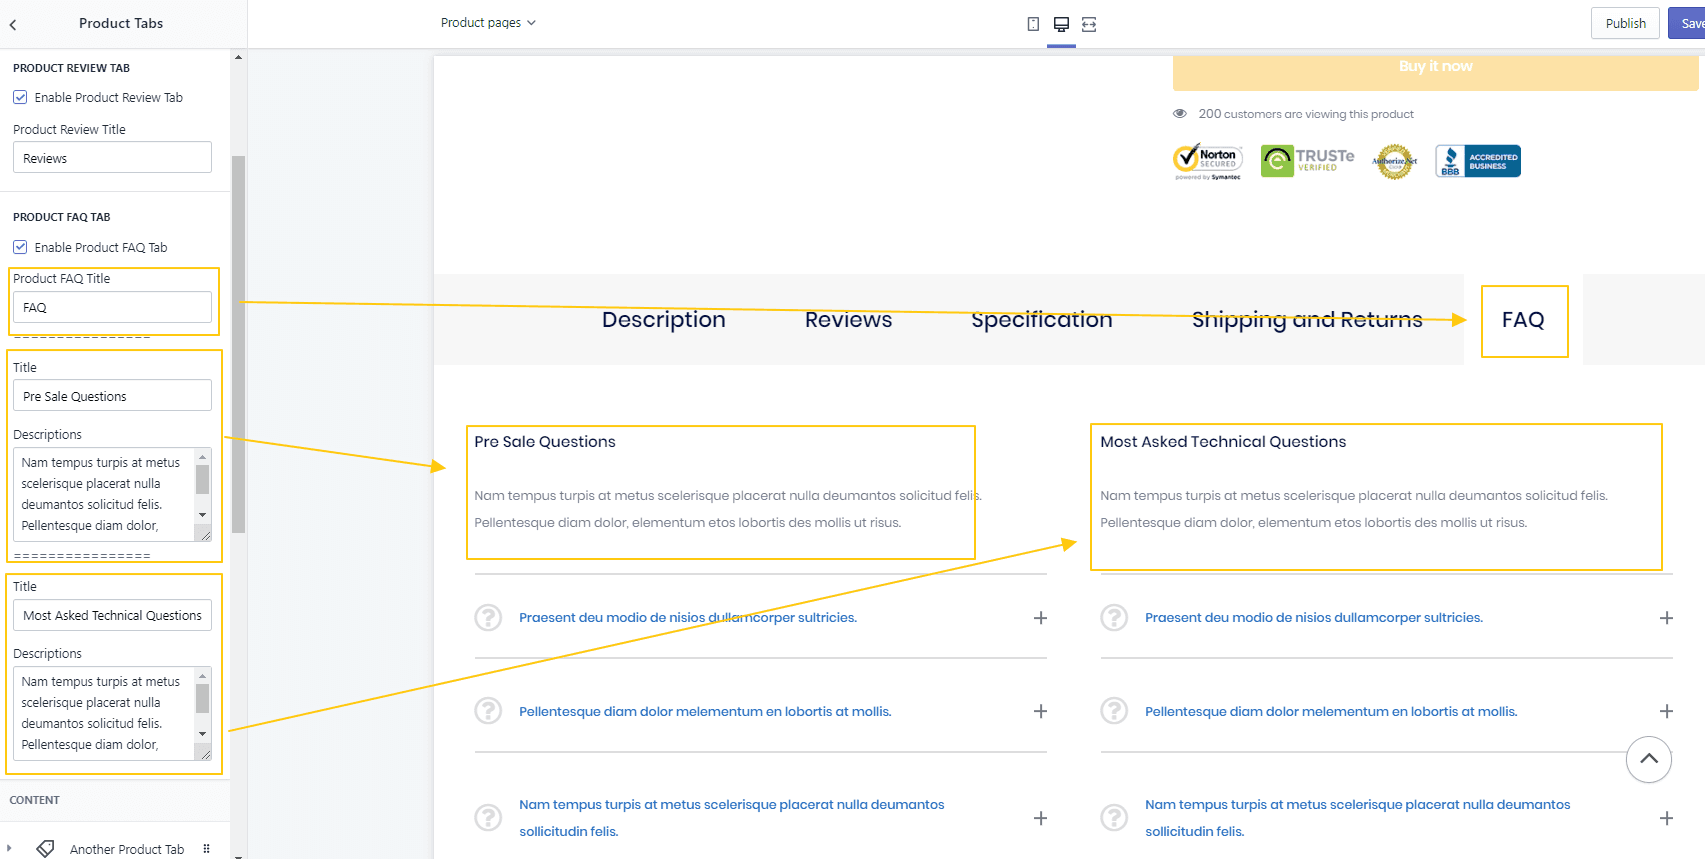 Product Tabs
Product pages
Publish
Save
PRODUCT REVIEW TAB
Enable Product Review Tab
Product Review Title
Reviews
PRODUCT FAQ TAB
Enable Product FAQ Tab
Product FAQ Title
FAQ
================
Title
Pre Sale Questions
Descriptions
Nam tempus turpis at metus
scelerisque placerat nulla
deumantos solicitud felis.
Pellentesque diam dolor,
================
Title
Most Asked Technical Questions
Descriptions
Nam tempus turpis at metus
scelerisque placerat nulla
deumantos solicitud felis.
Pellentesque diam dolor,
CONTENT
Another Product Tab
Buy it now
200 customers are viewing this product
Norton
SECURED
powered by Symantec
TRUSTe
VERIFIED
Authorize.Net
BBB
ACCREDITED
BUSINESS
Description
Reviews
Specification
Shipping and Returns
FAQ
Pre Sale Questions
Nam tempus turpis at metus scelerisque placerat nulla deumantos solicitud felis.
Pellentesque diam dolor, elementum etos lobortis des mollis ut risus.
Praesent deu modio de nisios dullamcorper sultricies.
Pellentesque diam dolor melementum en lobortis at mollis.
Nam tempus turpis at metus scelerisque placerat nulla deumantos
sollicitudin felis.
Most Asked Technical Questions
Nam tempus turpis at metus scelerisque placerat nulla deumantos solicitud felis.
Pellentesque diam dolor, elementum etos lobortis des mollis ut risus.
Praesent deu modio de nisios dullamcorper sultricies.
Pellentesque diam dolor melementum en lobortis at mollis.
Nam tempus turpis at metus scelerisque placerat nulla deumantos
sollicitudin felis.